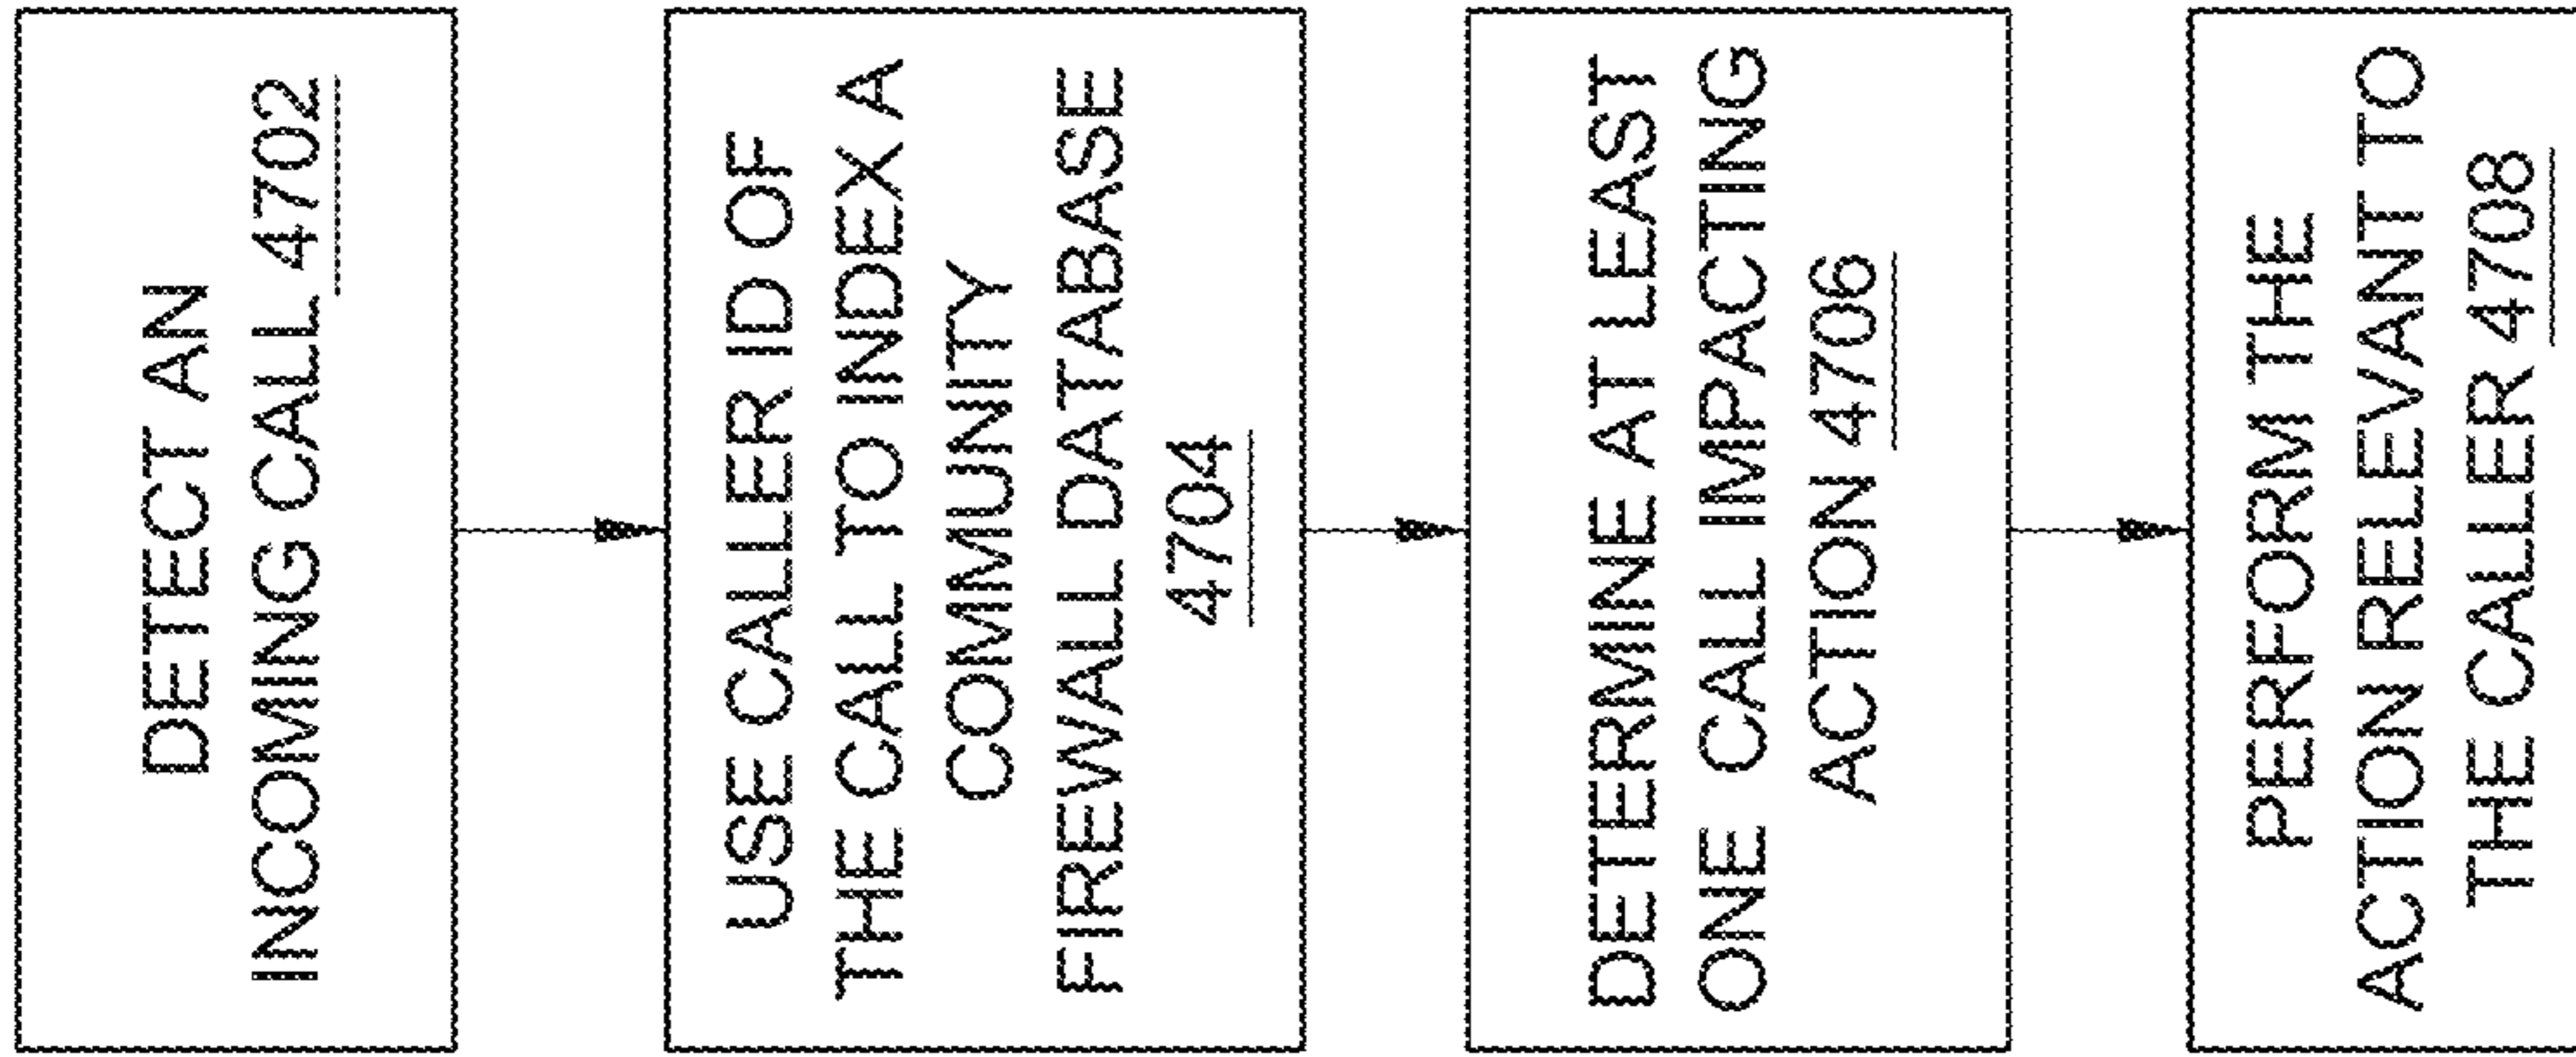 DETECT AN
INCOMING CALL 4702
USE CALLER ID OF
THE CALL TO INDEX A
COMMUNITY
FIREWALL DATABASE
4704
DETERMINE AT LEAST
ONE CALL IMPACTING
ACTION 4706
PERFORM THE
ACTION RELEVANT TO
THE CALLER 4708